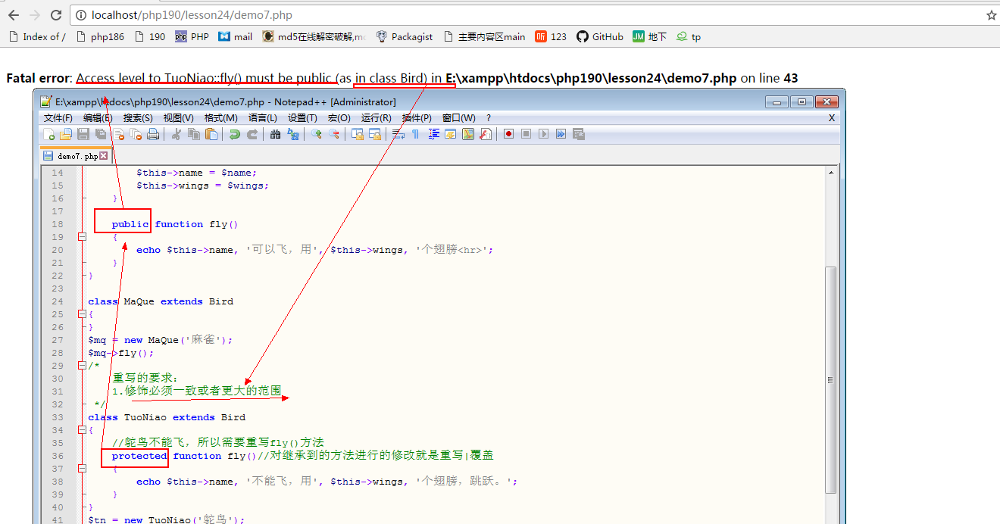 localhost/php190/lesson24/demo7.php
Index of / php186 190 php PHP mail md5在线解密破解,md Packagist 主要内容区main 听 123 GitHub JM 地下 tp
Fatal error: Access level to TuoNiao::fly() must be public (as in class Bird) in E:\xampp\htdocs\php190\lesson24\demo7.php on line 43
E:\xampp\htdocs\php190\lesson24\demo7.php - Notepad++ [Administrator]
文件(F) 编辑(E) 搜索(S) 视图(V) 格式(M) 语言(L) 设置(T) 宏(O) 运行(R) 插件(P) 窗口(W) ? X
demo7.php
14 $this->name = $name;
15 $this->wings = $wings;
16 }
17
18 public function fly()
19 {
20 echo $this->name, '可以飞，用', $this->wings, '个翅膀<hr>';
21 }
22 }
23
24 class MaQue extends Bird
25 {
26 }
27 $mq = new MaQue('麻雀');
28 $mq->fly();
29 /*
30 重写的要求：
31 1.修饰必须一致或者更大的范围
32 */
33 class TuoNiao extends Bird
34 {
35 //鸵鸟不能飞，所以需要重写fly()方法
36 protected function fly()//对继承到的方法进行的修改就是重写|覆盖
37 {
38 echo $this->name, '不能飞，用', $this->wings, '个翅膀，跳跃。';
39 }
40 }
41 $tn = new TuoNiao('鸵鸟');